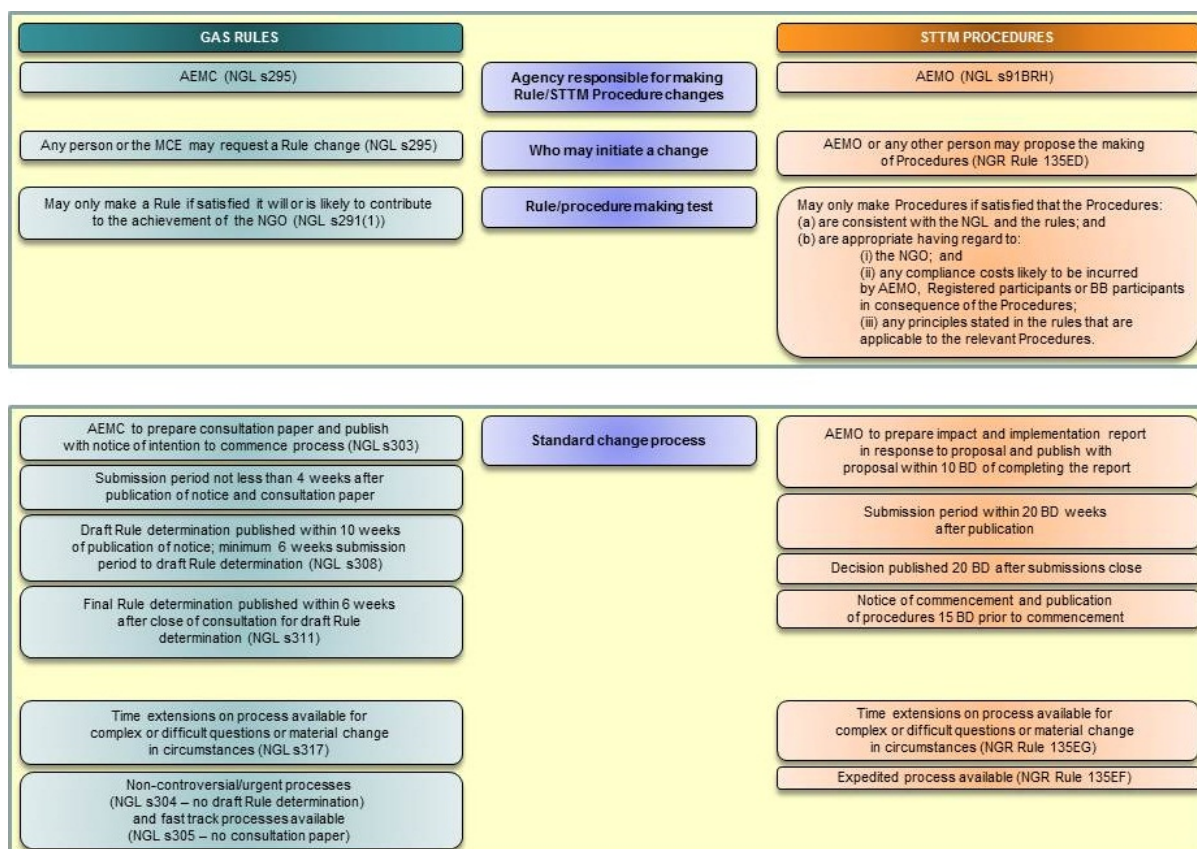 GAS RULES
STTM PROCEDURES
AEMC (NGL s295)
Agency responsible for making
Rule/STTM Procedure changes
AEMO (NGL s91BRH)
Any person or the MCE may request a Rule change (NGL s295)
Who may initiate a change
AEMO or any other person may propose the making
of Procedures (NGR Rule 135ED)
May only make a Rule if satisfied it will or is likely to contribute
to the achievement of the NGO (NGL s291(1))
Rule/procedure making test
May only make Procedures if satisfied that the Procedures:
(a) are consistent with the NGL and the rules; and
(b) are appropriate having regard to:
(i) the NGO; and
(ii) any compliance costs likely to be incurred
by AEMO, Registered participants or BB participants
in consequence of the Procedures;
(iii) any principles stated in the rules that are
applicable to the relevant Procedures.
AEMC to prepare consultation paper and publish
with notice of intention to commence process (NGL s303)
Standard change process
AEMO to prepare impact and implementation report
in response to proposal and publish with
proposal within 10 BD of completing the report
Submission period not less than 4 weeks after
publication of notice and consultation paper
Submission period within 20 BD weeks
after publication
Draft Rule determination published within 10 weeks
of publication of notice; minimum 6 weeks submission
period to draft Rule determination (NGL s308)
Decision published 20 BD after submissions close
Final Rule determination published within 6 weeks
after close of consultation for draft Rule
determination (NGL s311)
Notice of commencement and publication
of procedures 15 BD prior to commencement
Time extensions on process available for
complex or difficult questions or material change
in circumstances (NGL s317)
Time extensions on process available for
complex or difficult questions or material change
in circumstances (NGR Rule 135EG)
Non-controversial/urgent processes
(NGL s304 – no draft Rule determination)
and fast track processes available
(NGL s305 – no consultation paper)
Expedited process available (NGR Rule 135EF)